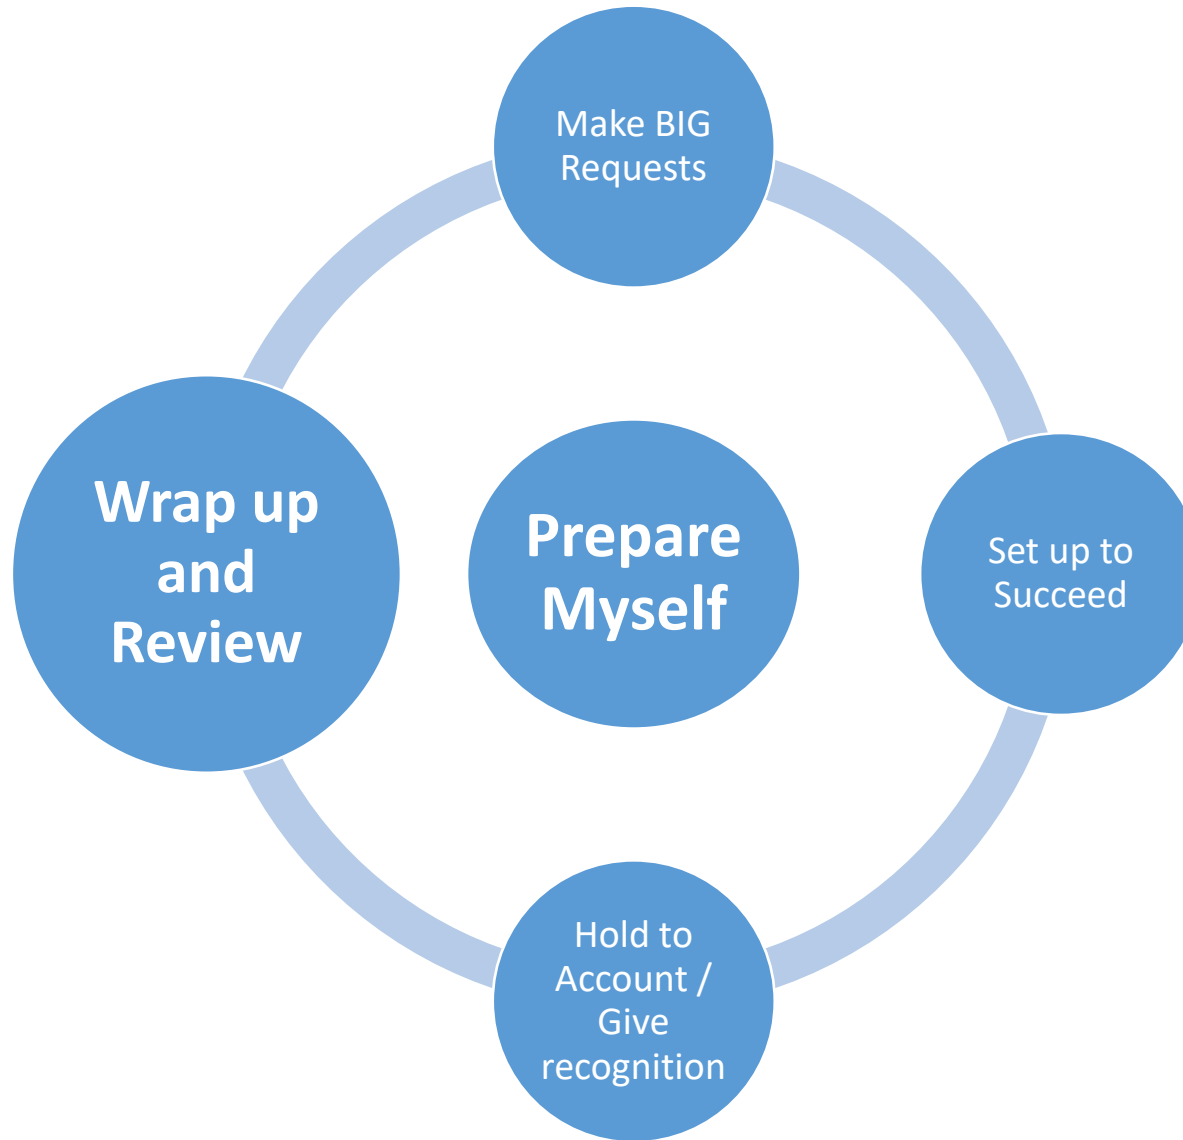 Make BIG
Requests
Wrap up
and
Review
Prepare
Myself
Set up to
Succeed
Hold to
Account /
Give
recognition